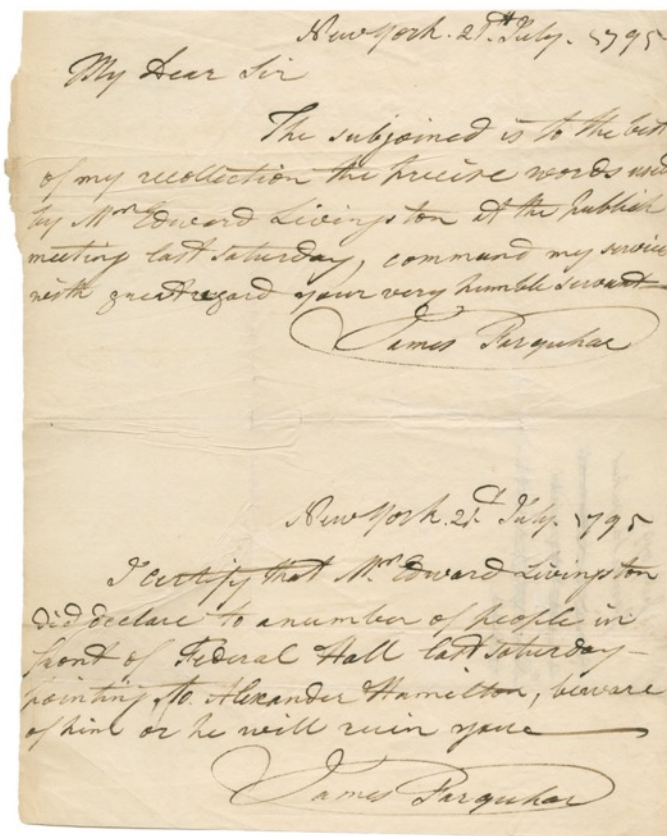 New York. 21st July. 1795
My Dear Sir
The subjoined is to the best
of my recollection the precise words used
by Mr. Edward Livingston at the publick
meeting last saturday, command my service
with great regard your very humble servant
James Farquhar
New York. 21st July. 1795
I certify that Mr. Edward Livingston
did declare to a number of people in
front of Federal Hall last saturday—
pointing to Alexander Hamilton, beware
of him or he will ruin you
James Farquhar